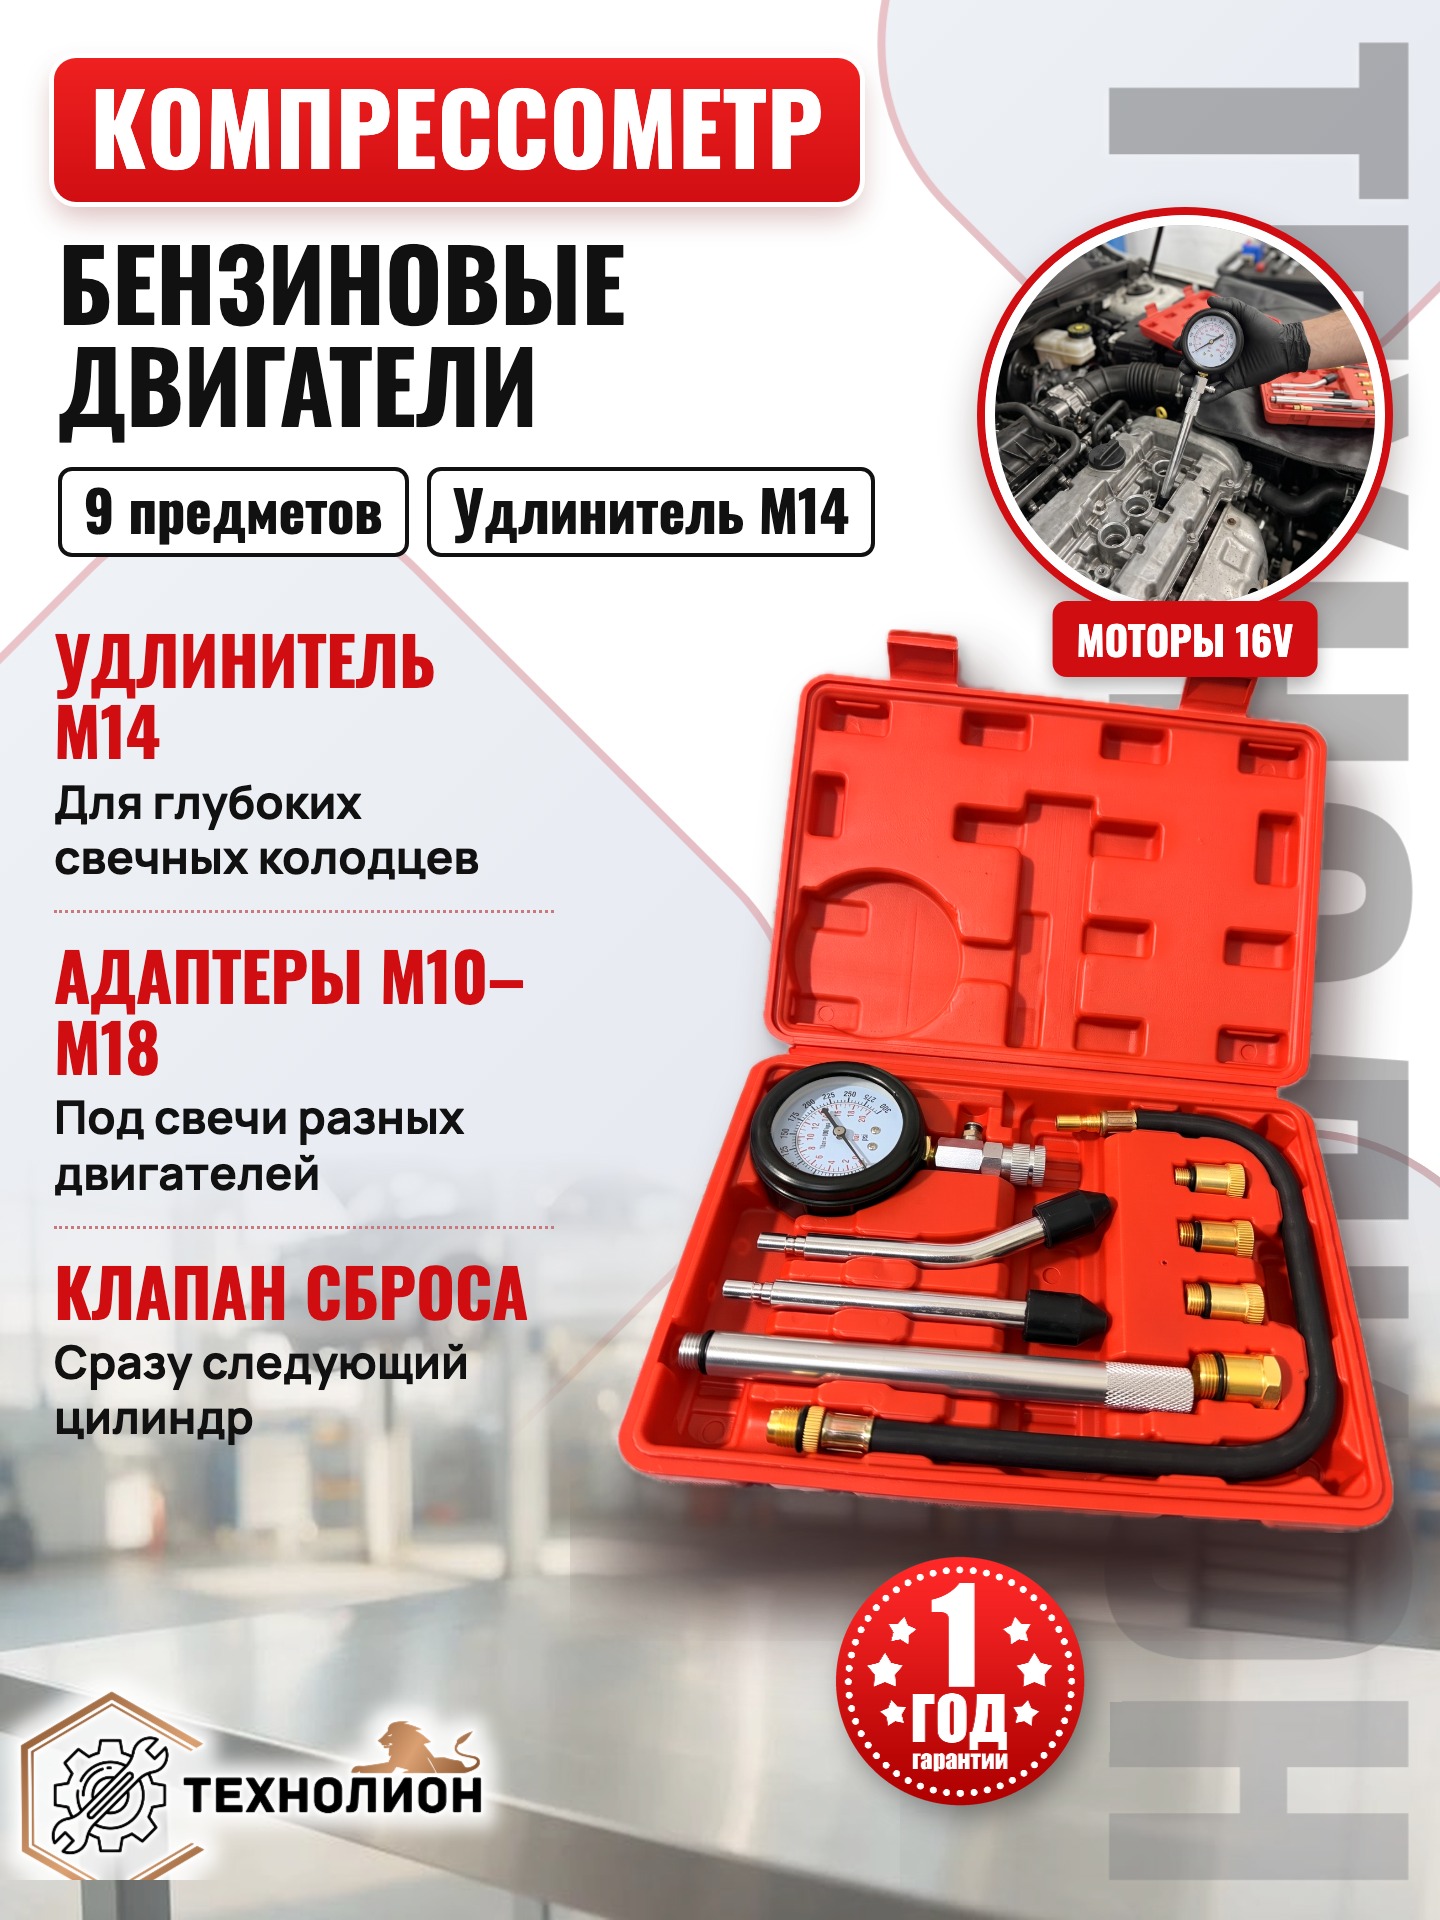 КОМПРЕССОМЕТР
БЕНЗИНОВЫЕ
ДВИГАТЕЛИ
9 предметов
Удлинитель М14
МОТОРЫ 16V
УДЛИНИТЕЛЬ
М14
Для глубоких
свечных колодцев
АДАПТЕРЫ М10–
М18
Под свечи разных
двигателей
КЛАПАН СБРОСА
Сразу следующий
цилиндр
1
ГОД
гарантии
ТЕХНОЛИОН